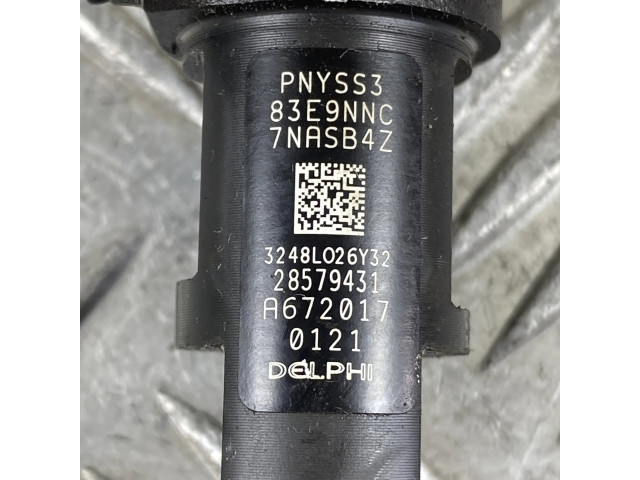 PNYSS3
83E9NNC
7NASB4Z
3248L026Y32
28579431
A672017
0121
DELPHI